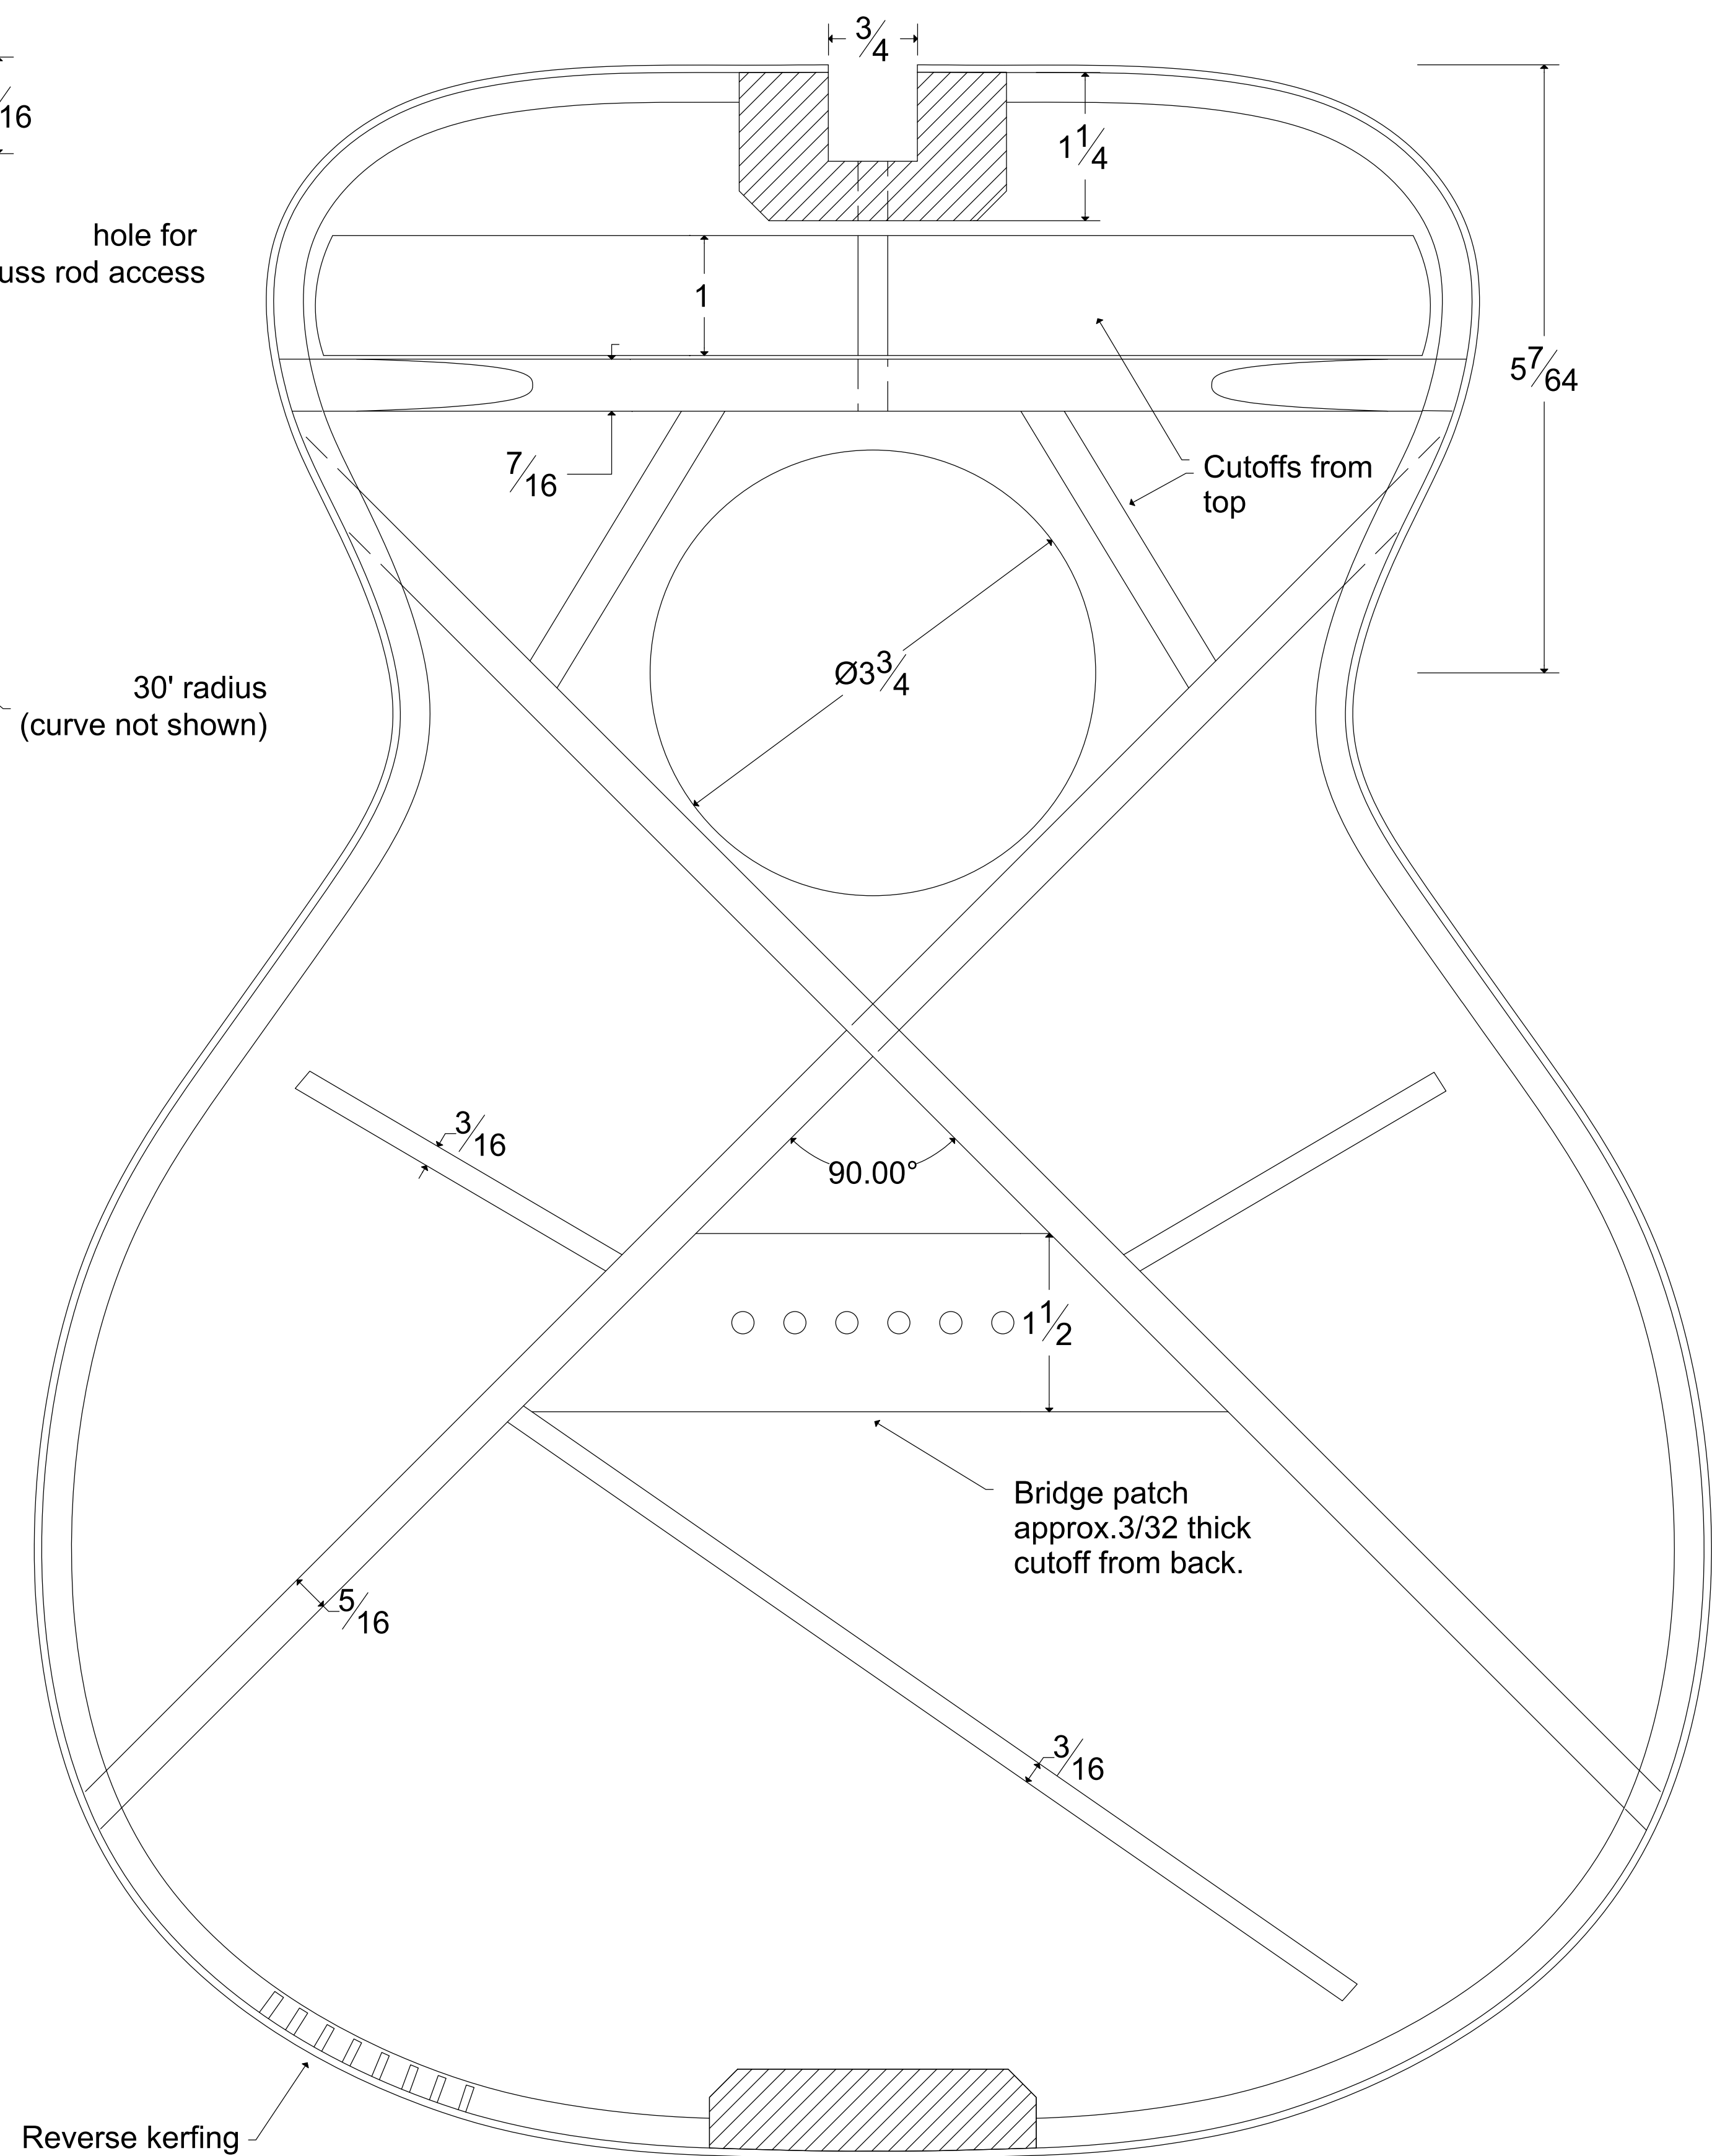 3/4
/16
1 1/4
hole for
uss rod access
1
5 7/64
7/16
Cutoffs from
top
Ø3 3/4
30' radius
(curve not shown)
3/16
90.00°
1 1/2
Bridge patch
approx.3/32 thick
cutoff from back.
5/16
3/16
Reverse kerfing